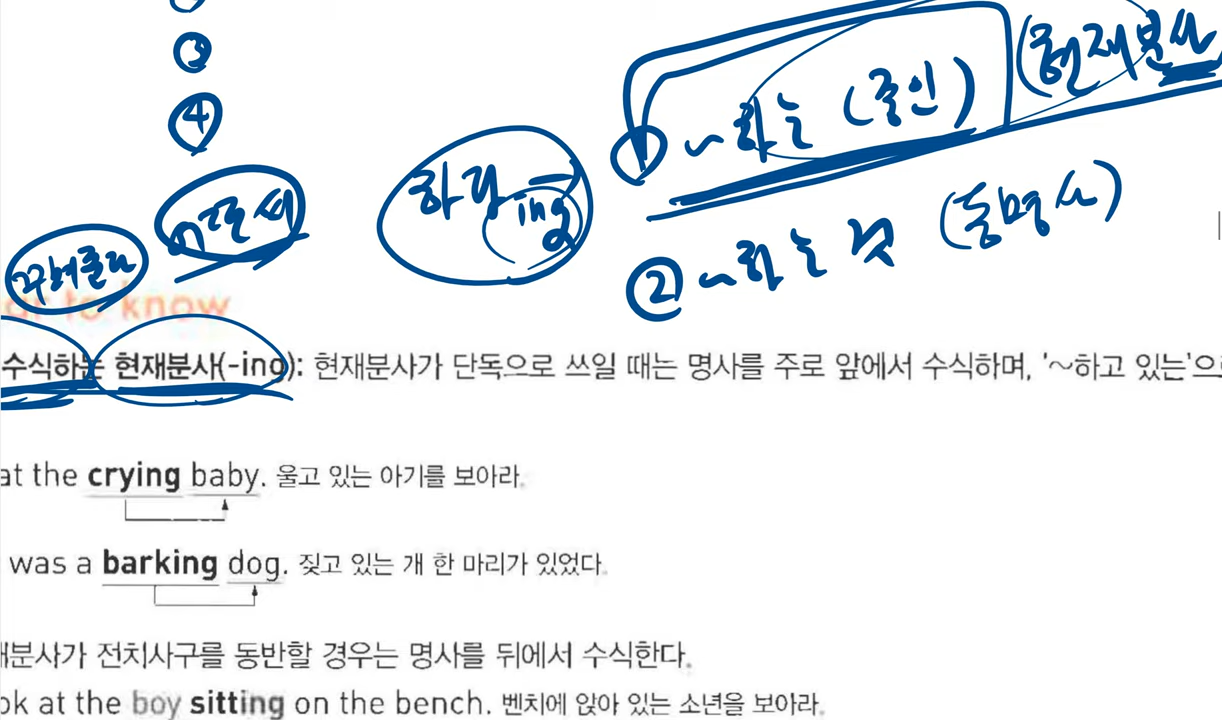 ③
④
① ~하는 (중인) (현재분사
하다 ing
② ~하는 것 (동명사)
to know
수식하는 현재분사(-ing): 현재분사가 단독으로 쓰일 때는 명사를 주로 앞에서 수식하며, '~하고 있는'으로
at the crying baby. 울고 있는 아기를 보아라.
was a barking dog. 짖고 있는 개 한 마리가 있었다.
재분사가 전치사구를 동반할 경우는 명사를 뒤에서 수식한다.
ok at the boy sitting on the bench. 벤치에 앉아 있는 소년을 보아라.